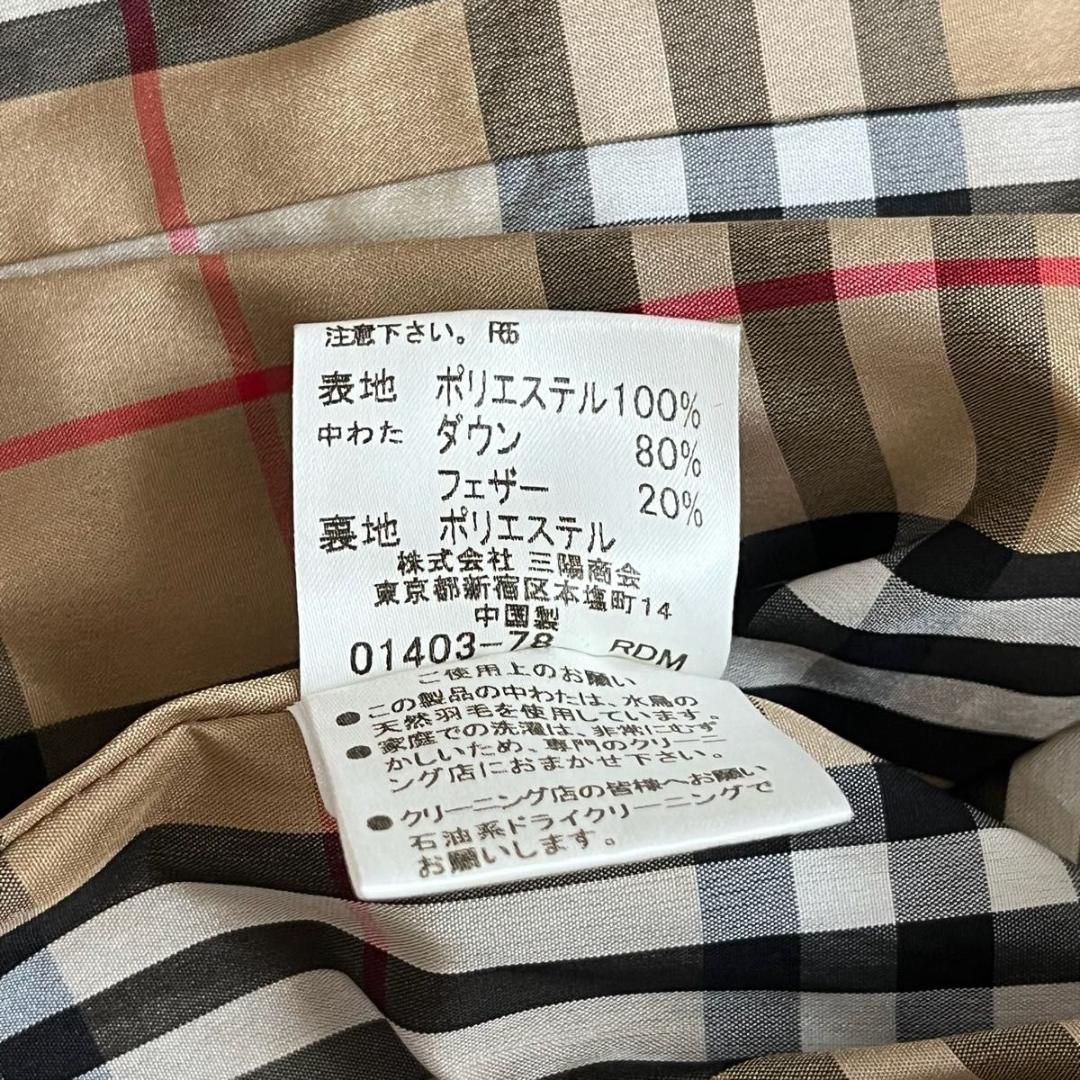 注意下さい。 R65
表地 ポリエステル100%
中わた ダウン 80%
フェザー 20%
裏地 ポリエステル
株式会社 三陽商会
東京都新宿区本塩町14
中国製
01403-78 RDM
ご使用上のお願い
●この製品の中わたは、水鳥の
天然羽毛を使用しています。
●家庭での洗濯は、非常にむず
かしいため、専門のクリーニ
ング店におまかせ下さい。
●クリーニング店の皆様へお願い
石油系ドライクリーニングで
お願いします。